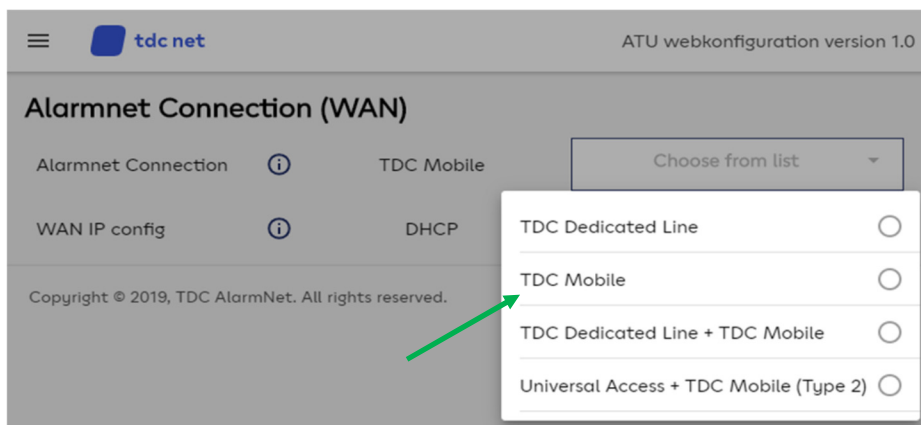 tdc net
ATU webkonfiguration version 1.0
Alarmnet Connection (WAN)
Alarmnet Connection TDC Mobile Choose from list
WAN IP config DHCP
TDC Dedicated Line
TDC Mobile
TDC Dedicated Line + TDC Mobile
Universal Access + TDC Mobile (Type 2)
Copyright © 2019, TDC AlarmNet. All rights reserved.